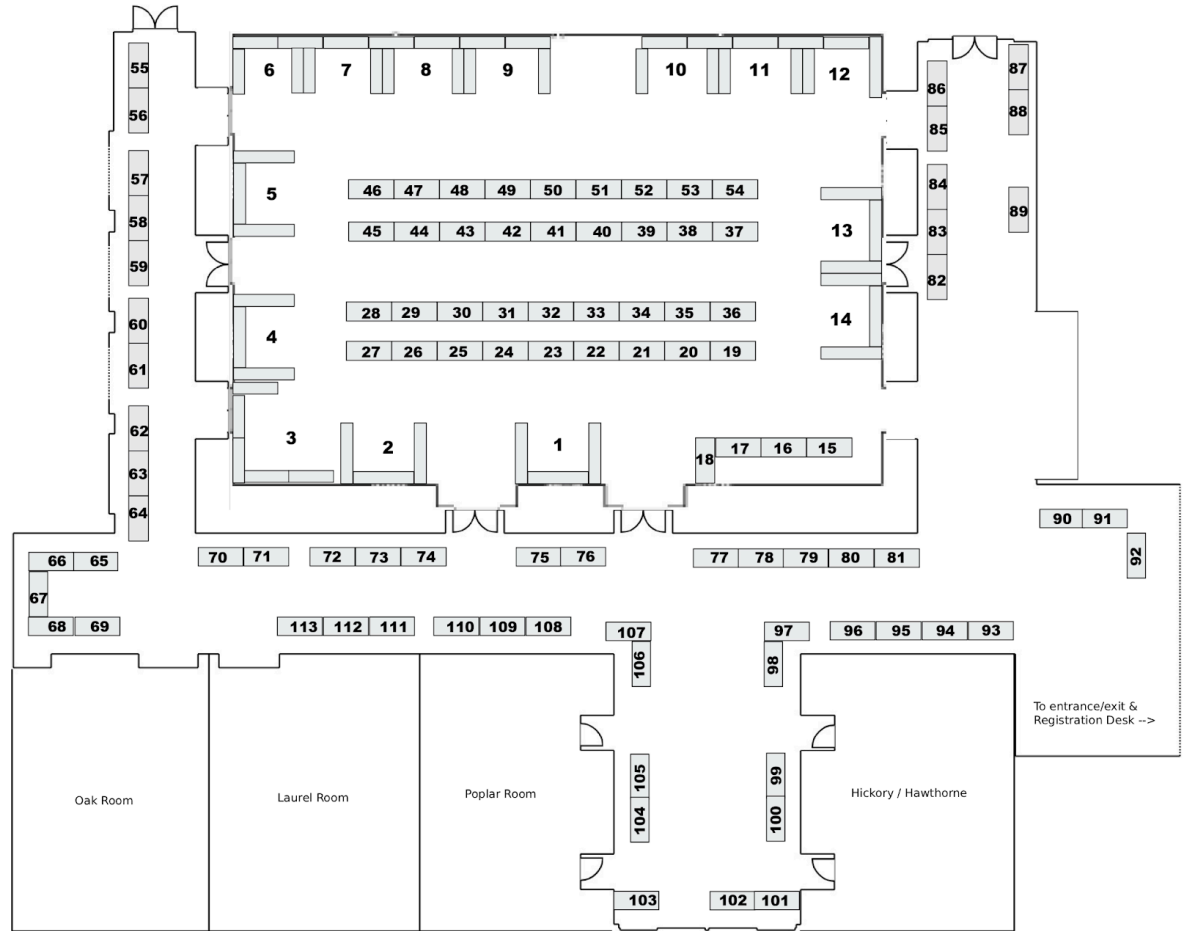 55 6 7 8 9 10 11 12 86 87
56 85 88
57 5 46 47 48 49 50 51 52 53 54 84 89
58 45 44 43 42 41 40 39 38 37 13 83
59 82
60 4 28 29 30 31 32 33 34 35 36 14
61 27 26 25 24 23 22 21 20 19
62 3 2 1 18 17 16 15
63
64 90 91
66 65 70 71 72 73 74 75 76 77 78 79 80 81 92
67
68 69 113 112 111 110 109 108 107 97 96 95 94 93
106 98
To entrance/exit &
Registration Desk -->
105 99
Oak Room Laurel Room Poplar Room Hickory / Hawthorne
104 100
103 102 101